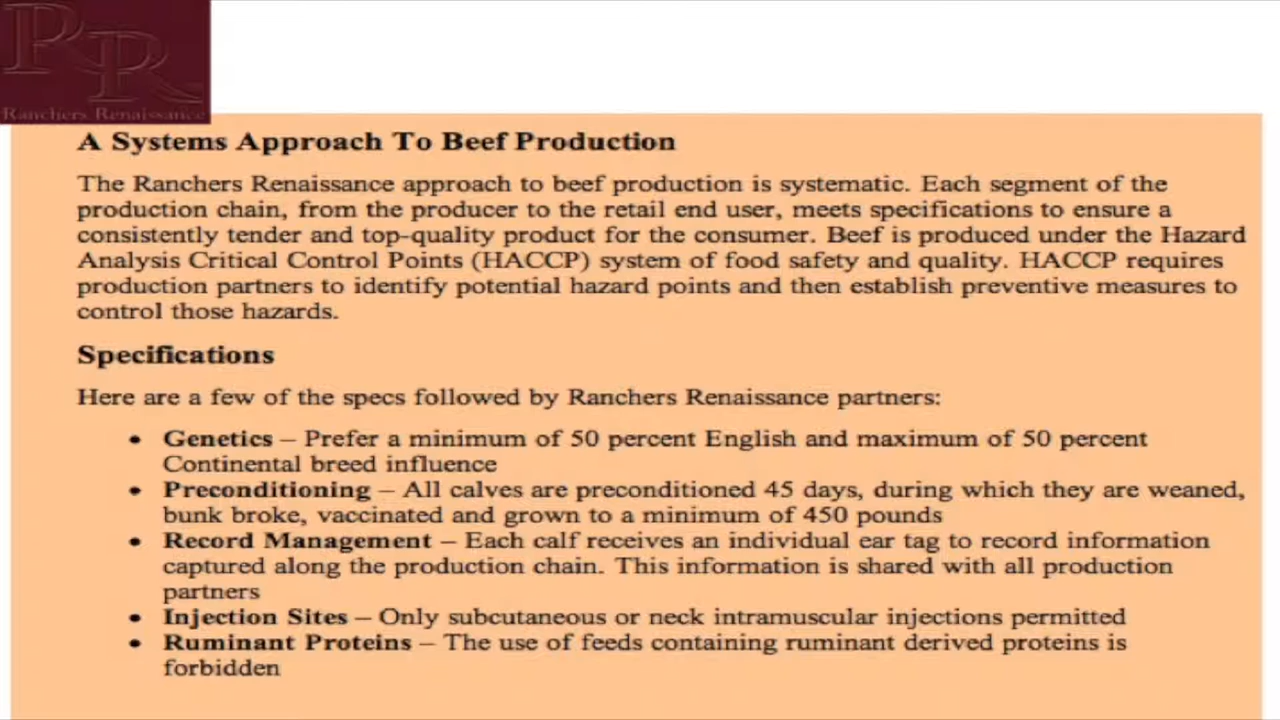 RR
Ranchers Renaissance
A Systems Approach To Beef Production
The Ranchers Renaissance approach to beef production is systematic. Each segment of the
production chain, from the producer to the retail end user, meets specifications to ensure a
consistently tender and top-quality product for the consumer. Beef is produced under the Hazard
Analysis Critical Control Points (HACCP) system of food safety and quality. HACCP requires
production partners to identify potential hazard points and then establish preventive measures to
control those hazards.
Specifications
Here are a few of the specs followed by Ranchers Renaissance partners:
• Genetics – Prefer a minimum of 50 percent English and maximum of 50 percent
Continental breed influence
• Preconditioning – All calves are preconditioned 45 days, during which they are weaned,
bunk broke, vaccinated and grown to a minimum of 450 pounds
• Record Management – Each calf receives an individual ear tag to record information
captured along the production chain. This information is shared with all production
partners
• Injection Sites – Only subcutaneous or neck intramuscular injections permitted
• Ruminant Proteins – The use of feeds containing ruminant derived proteins is
forbidden